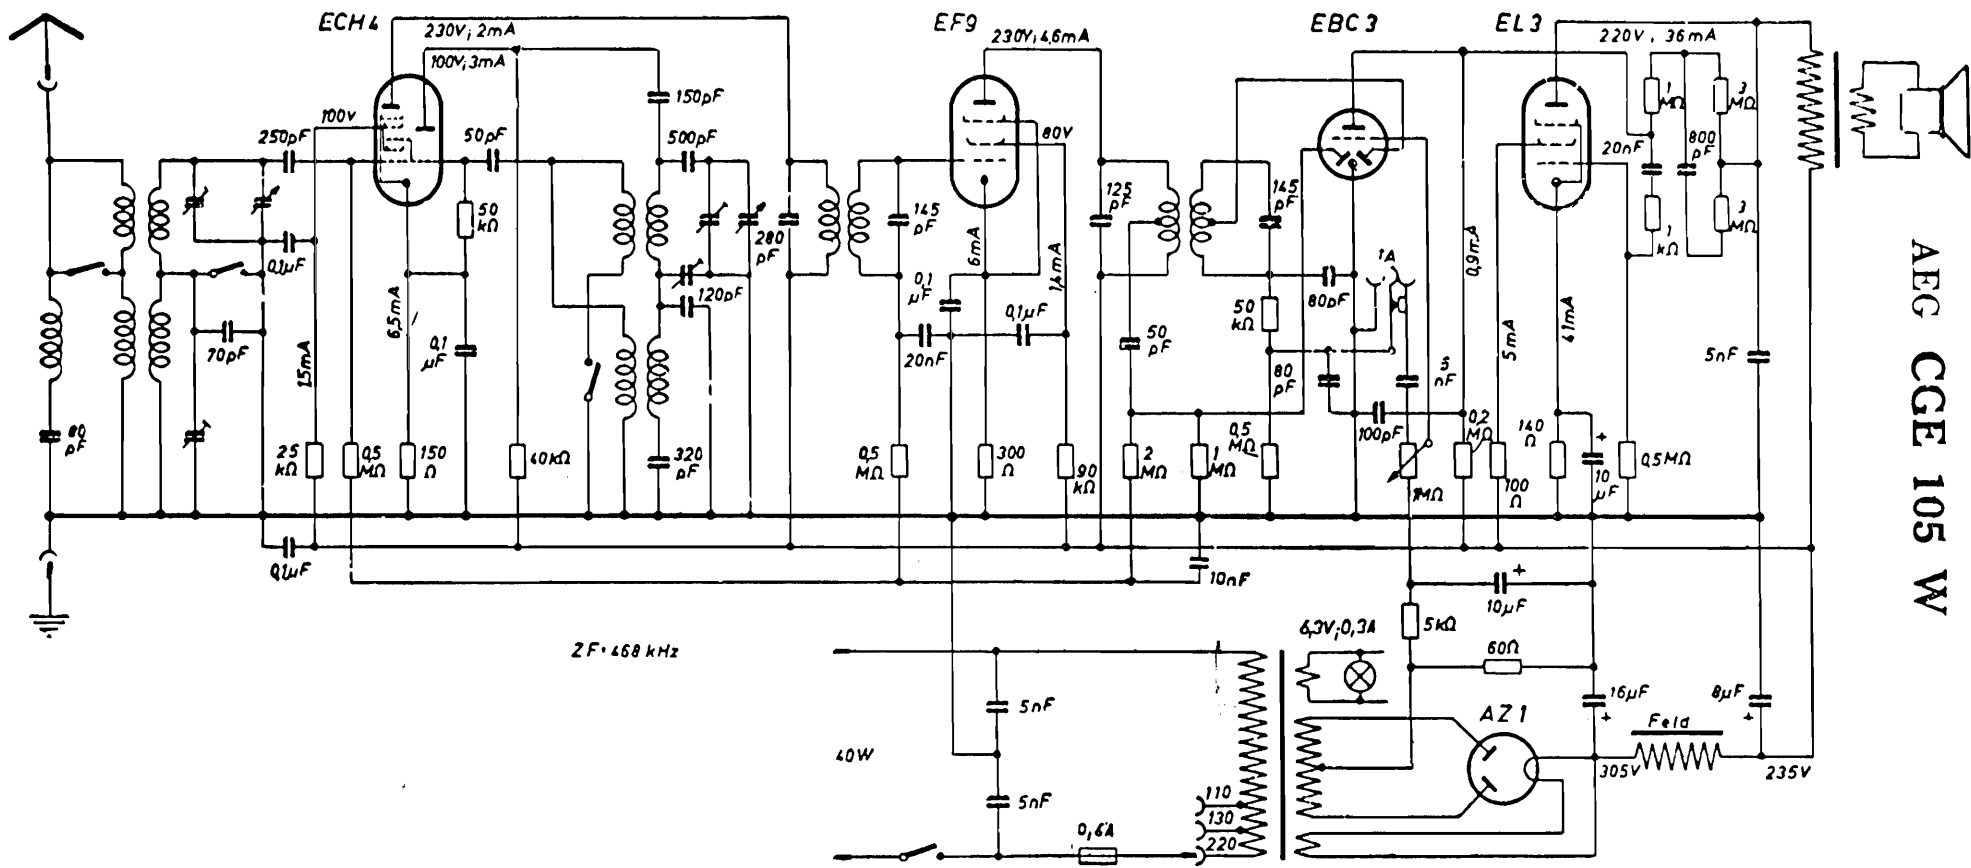 ECH4
EF9
EBC3
EL3
230V; 2mA
100V; 3mA
230V; 4,6mA
220V, 36mA
100V
250pF
50pF
150pF
500pF
80V
1
MΩ
3
MΩ
20nF
800
pF
0,1µF
50
kΩ
280
pF
145
pF
125
pF
145
pF
1
kΩ
3
MΩ
6mA
1,4mA
1A
0,9mA
70pF
15mA
6,5mA
0,1
µF
120pF
0,1
µF
20nF
0,1µF
50
pF
50
kΩ
80pF
80
pF
5
nF
5mA
41mA
5nF
80
pF
25
kΩ
0,5
MΩ
150
Ω
40kΩ
320
pF
0,5
MΩ
300
Ω
90
kΩ
2
MΩ
1
MΩ
0,5
MΩ
100pF
1MΩ
0,2
MΩ
100
Ω
140
Ω
+
10
µF
0,5MΩ
0,1µF
10nF
+
10µF
ZF · 468 kHz
6,3V; 0,3A
5kΩ
60Ω
5nF
40W
5nF
0,6A
110
130
220
AZ1
16µF
+
Feld
8µF
+
305V
235V
AEG CGE 105 W